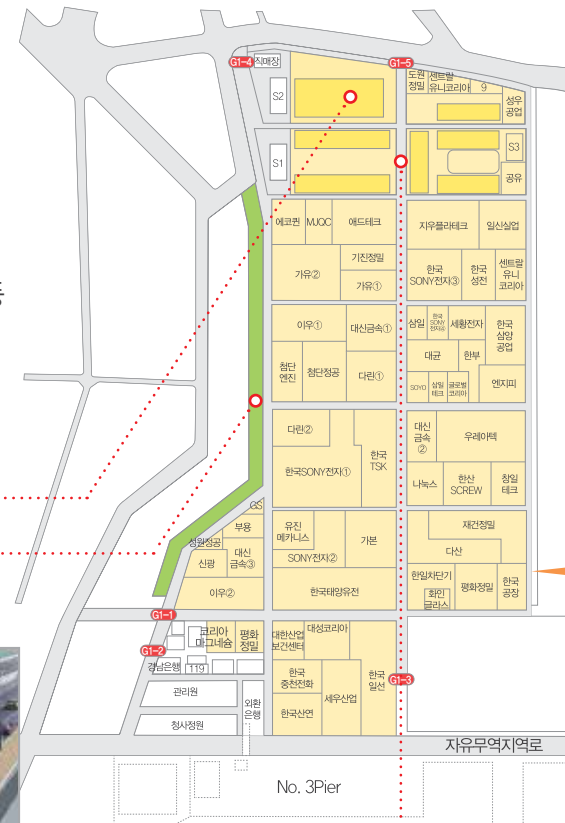 G1-4
직매장
G1-5
도원
정밀
센트랄
유니코리아
9
성우
공업
S2
S1
S3
공유
에코퀸
MJQC
애드테크
지우플라테크
일신실업
기진정밀
가유②
가유①
한국
SONY전자③
한국
성전
센트랄
유니
코리아
이우①
대신금속①
삼일
한국
SONY
전자④
세황전자
한국
삼양
공업
첨단
엔진
첨단정공
다린①
대균
한부
SOYO
삼일
테크
글로벌
코리아
엔지피
다린②
한국SONY전자①
한국
TSK
대신
금속
②
우레아텍
나녹스
한산
SCREW
창일
테크
GS
부용
성원정공
신광
대신
금속③
이우②
유진
메카니스
SONY전자②
가본
한국태양유전
재건정밀
다산
한일차단기
화인
글라스
평화정밀
한국
공장
G1-1
G1-2
코리아
마그네슘
평화
정밀
대한산업
보건센터
대성코리아
경남은행
119
한국
중천전화
한국
일선
G1-3
관리원
청사정원
외환
은행
한국산연
세우산업
자유무역지역로
No. 3Pier